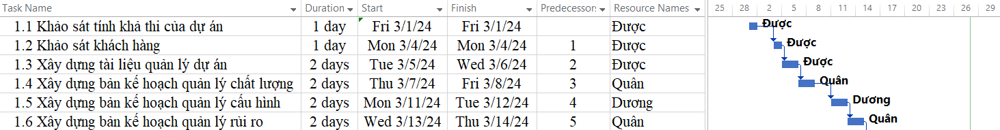 Task Name Duration Start Finish Predecessors Resource Names 25 28 2 5 8 11 14 17 20 23 26 29
1.1 Khảo sát tính khả thi của dự án 1 day Fri 3/1/24 Fri 3/1/24 Được Được
1.2 Khảo sát khách hàng 1 day Mon 3/4/24 Mon 3/4/24 1 Được Được
1.3 Xây dựng tài liệu quản lý dự án 2 days Tue 3/5/24 Wed 3/6/24 2 Được Được
1.4 Xây dựng bản kế hoạch quản lý chất lượng 2 days Thu 3/7/24 Fri 3/8/24 3 Quân Quân
1.5 Xây dựng bản kế hoạch quản lý cấu hình 2 days Mon 3/11/24 Tue 3/12/24 4 Dương Dương
1.6 Xây dựng bản kế hoạch quản lý rủi ro 2 days Wed 3/13/24 Thu 3/14/24 5 Quân Quân